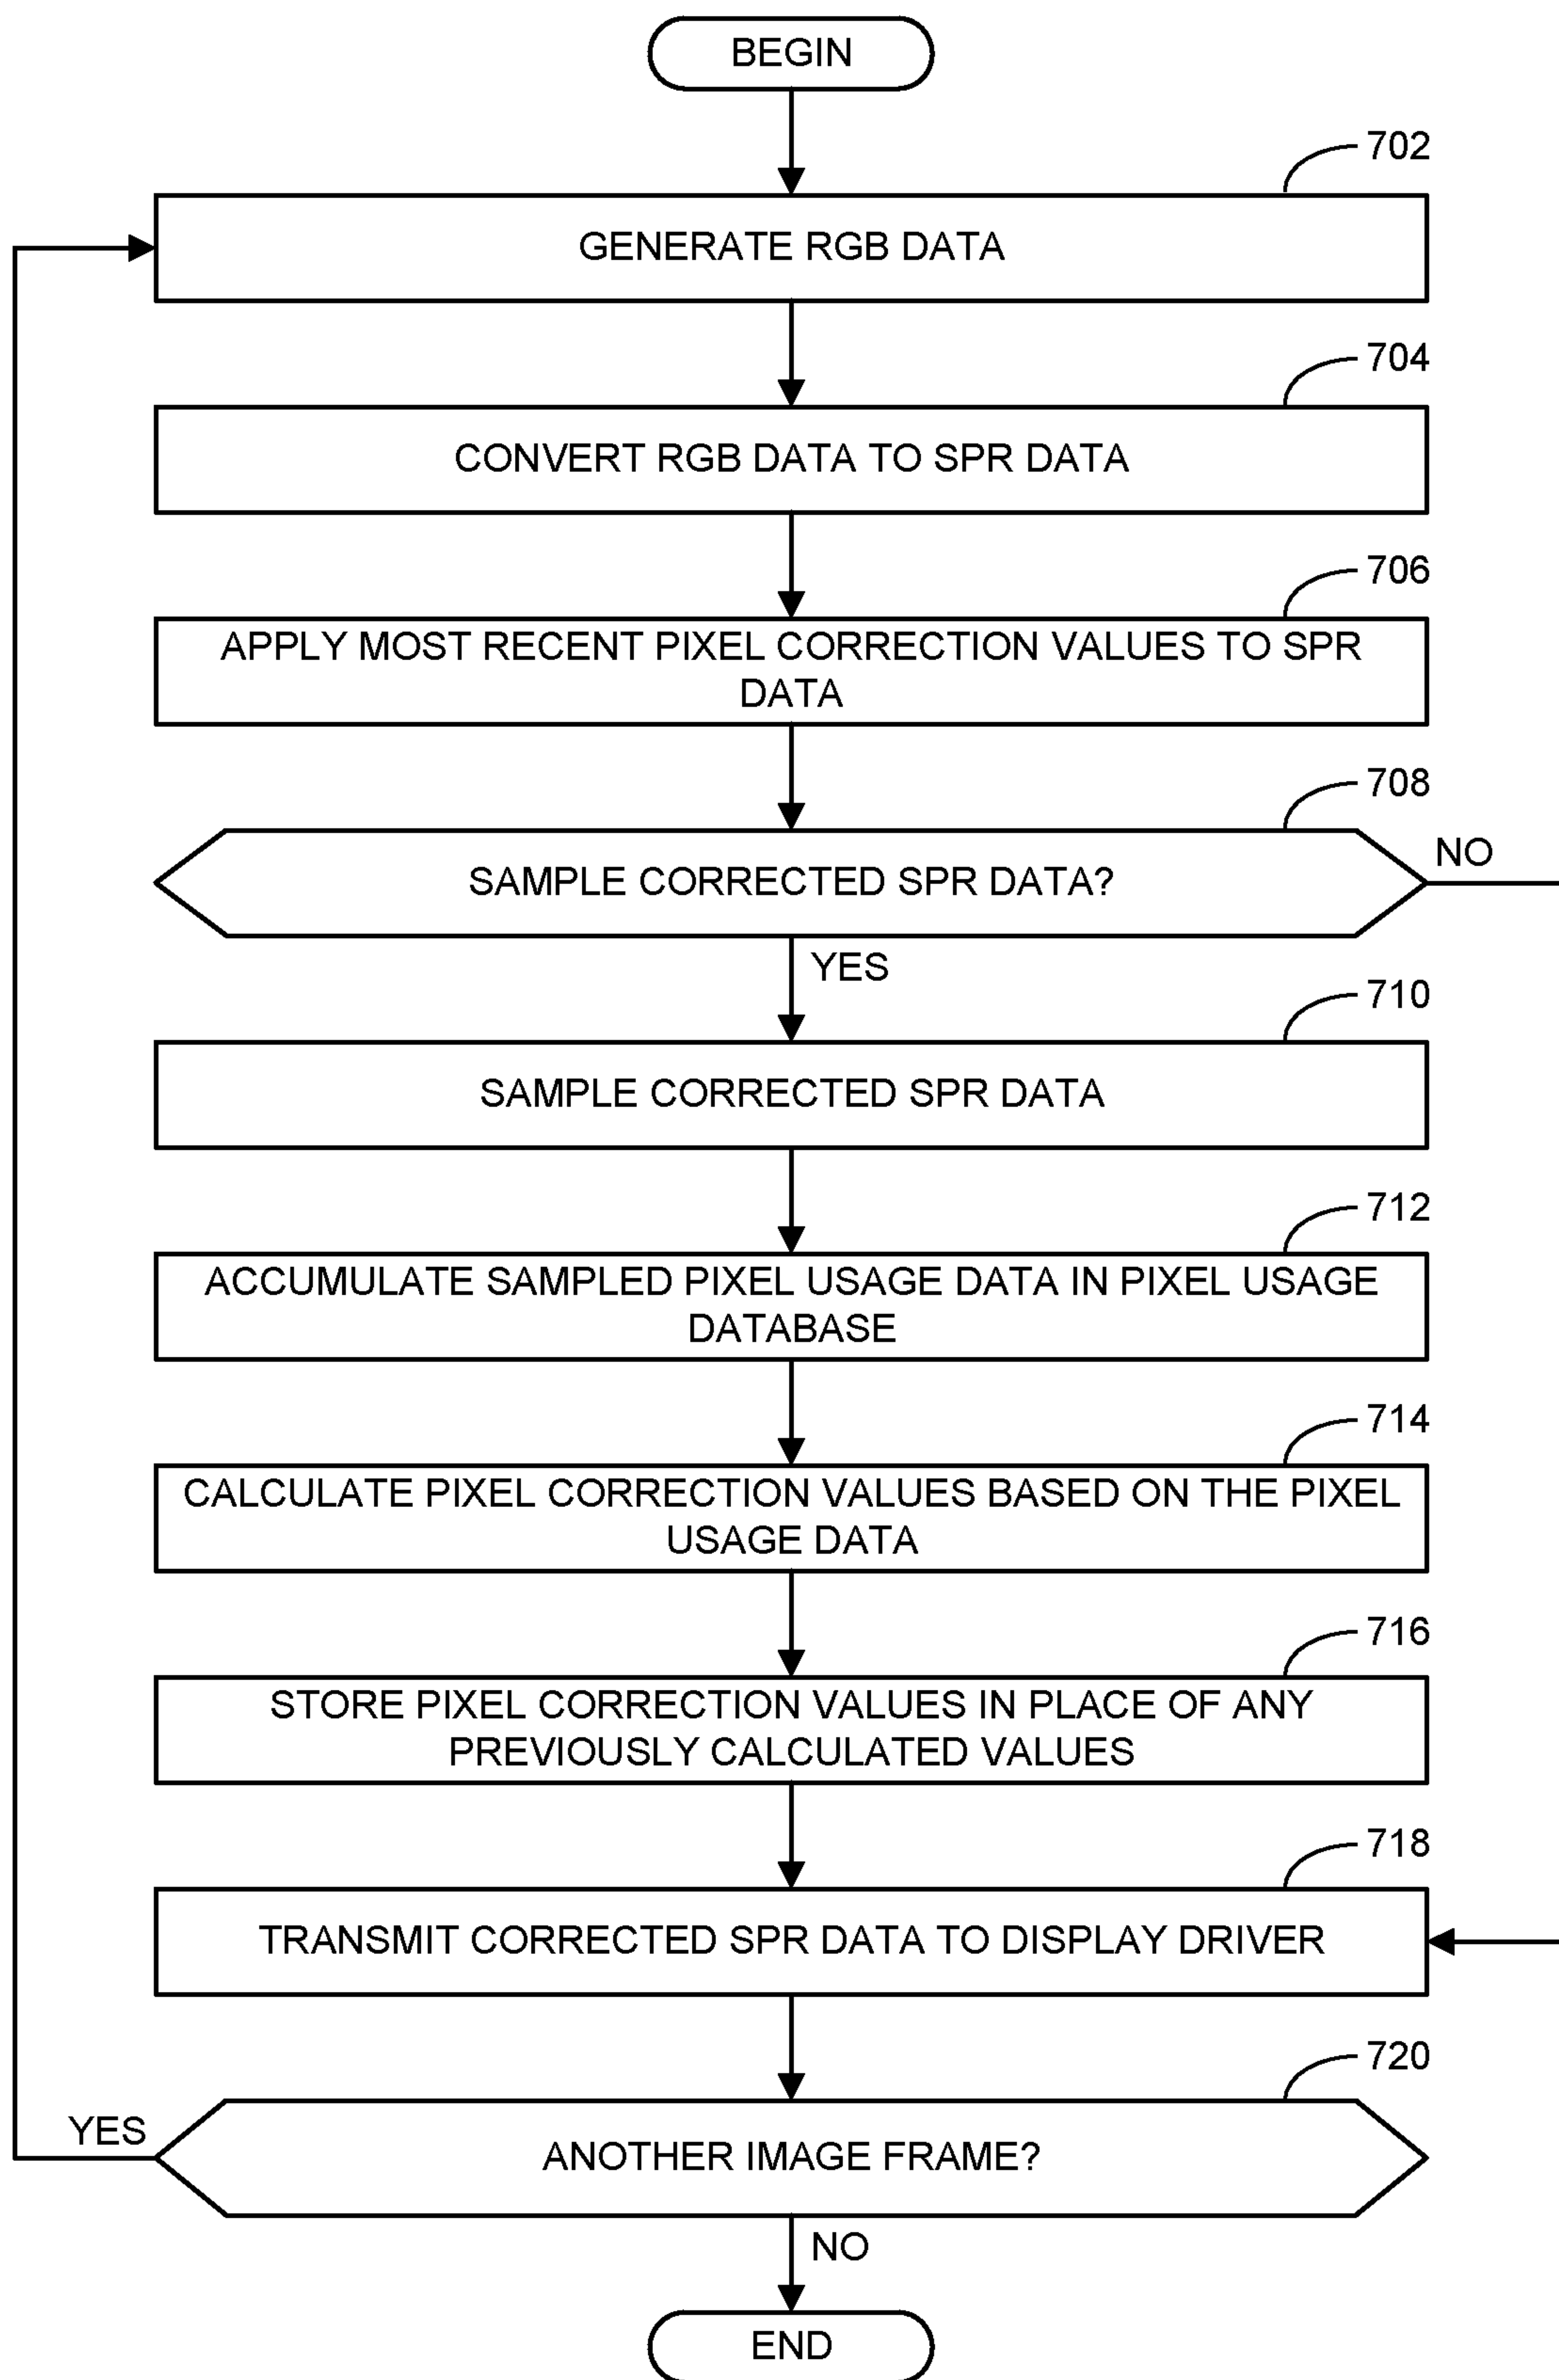 BEGIN
702
GENERATE RGB DATA
704
CONVERT RGB DATA TO SPR DATA
706
APPLY MOST RECENT PIXEL CORRECTION VALUES TO SPR
DATA
708
SAMPLE CORRECTED SPR DATA?
NO
YES
710
SAMPLE CORRECTED SPR DATA
712
ACCUMULATE SAMPLED PIXEL USAGE DATA IN PIXEL USAGE
DATABASE
714
CALCULATE PIXEL CORRECTION VALUES BASED ON THE PIXEL
USAGE DATA
716
STORE PIXEL CORRECTION VALUES IN PLACE OF ANY
PREVIOUSLY CALCULATED VALUES
718
TRANSMIT CORRECTED SPR DATA TO DISPLAY DRIVER
720
YES
ANOTHER IMAGE FRAME?
NO
END